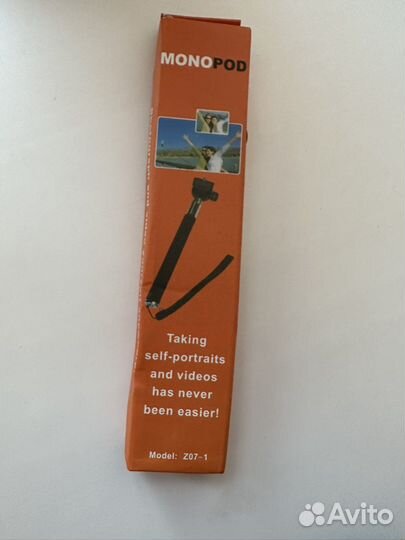 MONOPOD
Taking
self-portraits
and videos
has never
been easier!
Model: Z07-1
Avito